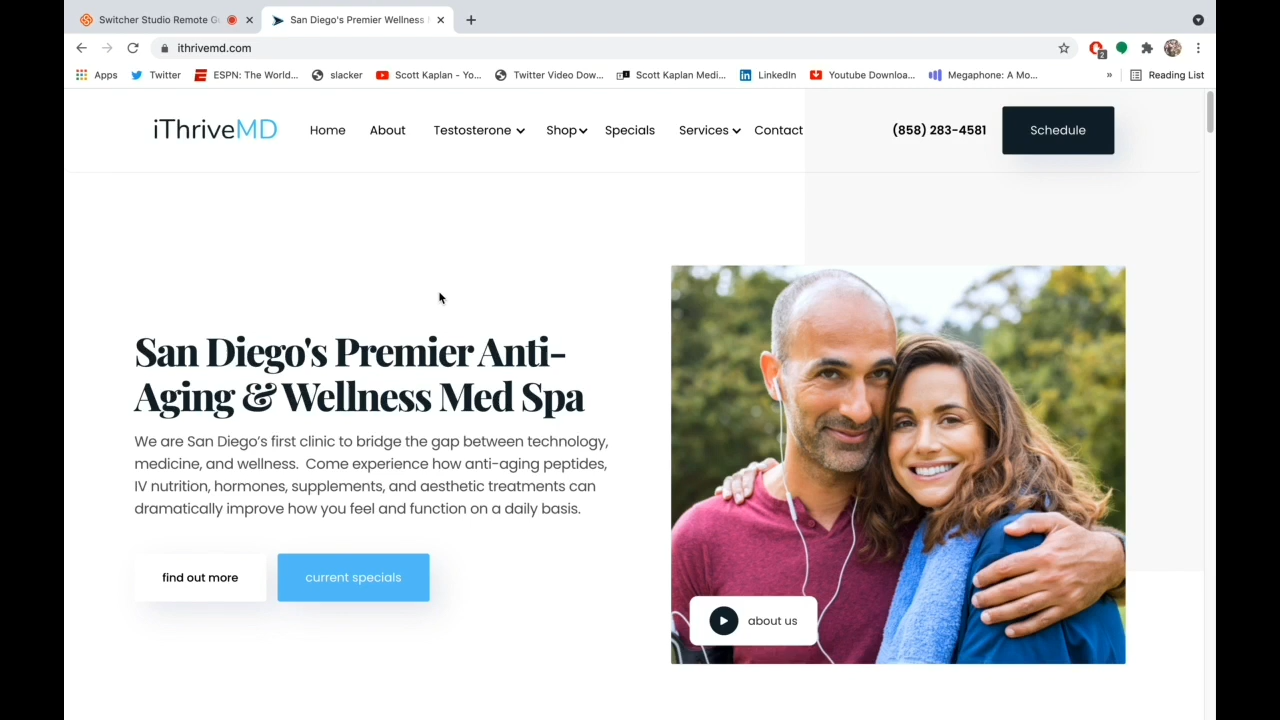 Switcher Studio Remote G
San Diego's Premier Wellness
ithrivemd.com
2
Apps
Twitter
ESPN: The World...
slacker
Scott Kaplan - Yo...
Twitter Video Dow...
Scott Kaplan Medi...
LinkedIn
Youtube Downloa...
Megaphone: A Mo...
»
Reading List
iThriveMD
Home
About
Testosterone
Shop
Specials
Services
Contact
(858) 283-4581
Schedule
San Diego's Premier Anti-
Aging & Wellness Med Spa
We are San Diego’s first clinic to bridge the gap between technology,
medicine, and wellness. Come experience how anti-aging peptides,
IV nutrition, hormones, supplements, and aesthetic treatments can
dramatically improve how you feel and function on a daily basis.
find out more
current specials
about us